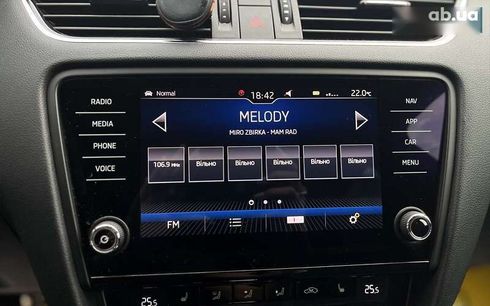 ab.ua
Normal 18:42 22.0°C
RADIO
MEDIA
PHONE
VOICE
MELODY
MIRO ZBIRKA - MAM RAD
106.9 MHz Вільно Вільно Вільно Вільно Вільно
FM
NAV
APP
CAR
MENU
25.5 25.5